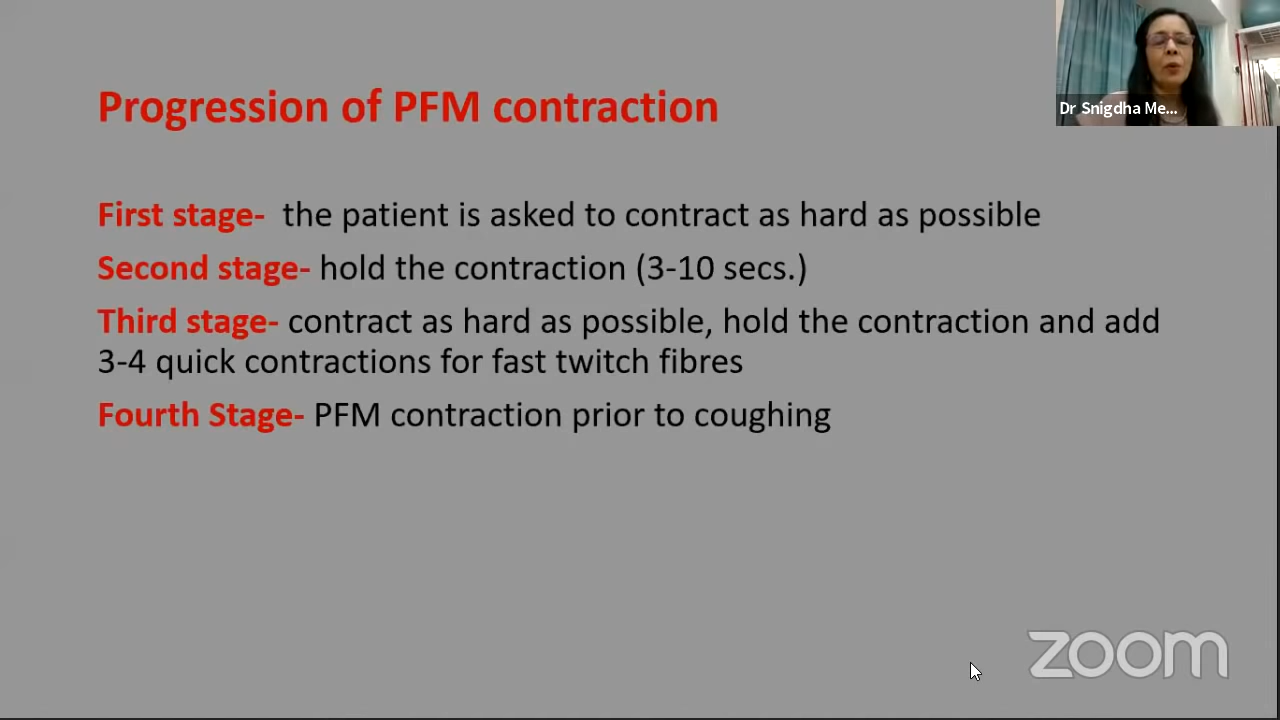 Dr Snigdha Me...
Progression of PFM contraction
First stage- the patient is asked to contract as hard as possible
Second stage- hold the contraction (3-10 secs.)
Third stage- contract as hard as possible, hold the contraction and add
3-4 quick contractions for fast twitch fibres
Fourth Stage- PFM contraction prior to coughing
zoom